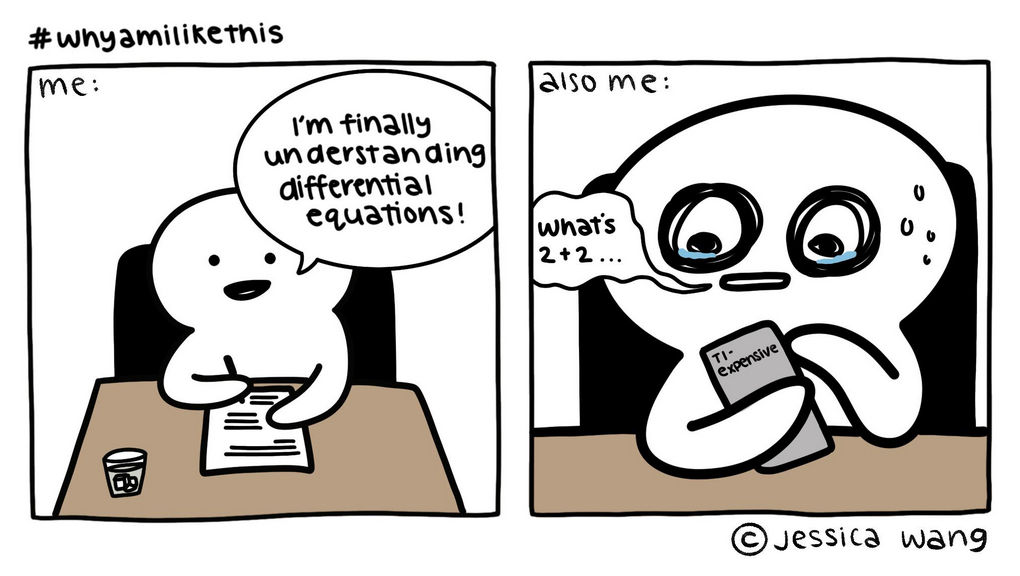 #whyamilikethis
me:
I'm finally
understanding
differential
equations!
also me:
What's
2+2...
TI-
expensive
© jessica wang